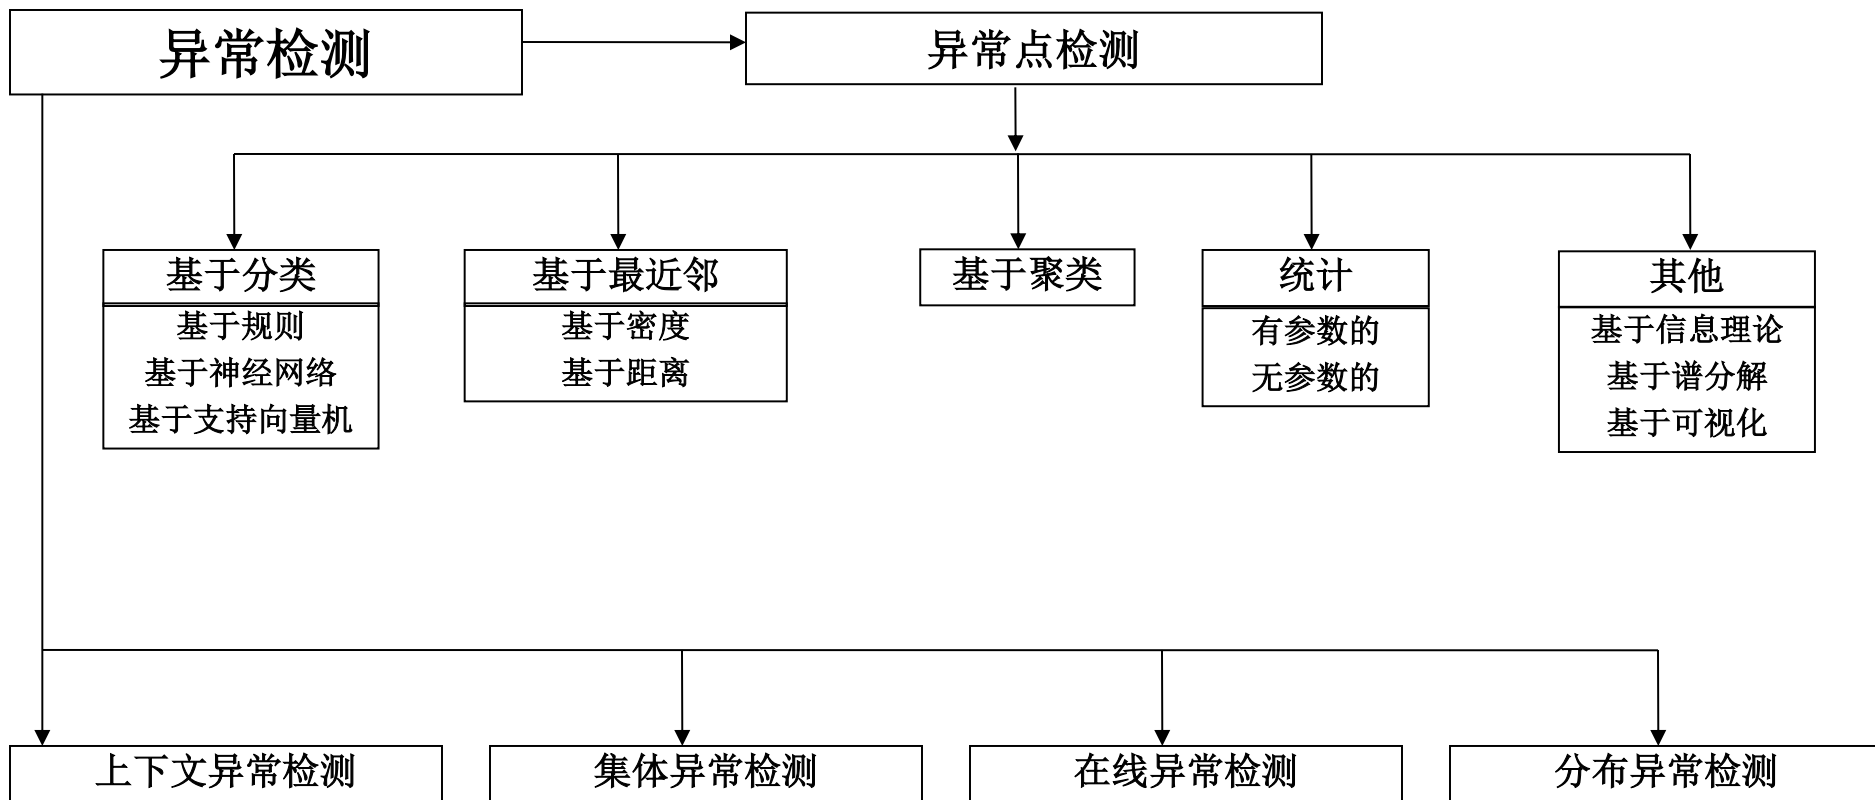 异常检测
异常点检测
基于分类
基于规则
基于神经网络
基于支持向量机
基于最近邻
基于密度
基于距离
基于聚类
统计
有参数的
无参数的
其他
基于信息理论
基于谱分解
基于可视化
上下文异常检测
集体异常检测
在线异常检测
分布异常检测